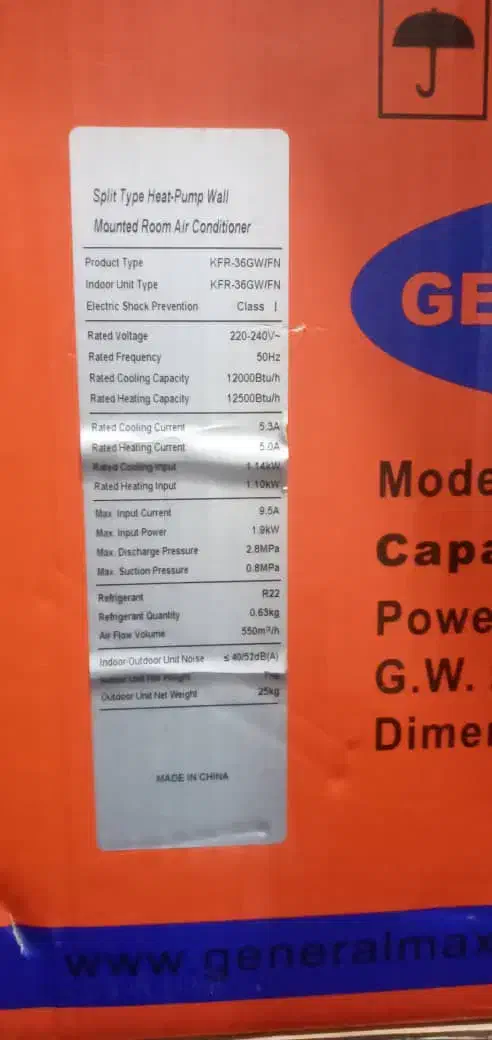 Split Type Heat-Pump Wall
Mounted Room Air Conditioner
Product Type KFR-36GW/FN
Indoor Unit Type KFR-36GW/FN
Electric Shock Prevention Class I
Rated Voltage 220-240V~
Rated Frequency 50Hz
Rated Cooling Capacity 12000Btu/h
Rated Heating Capacity 12500Btu/h
Rated Cooling Current 5.3A
Rated Heating Current 5.0A
Rated Cooling Input 1.14kW
Rated Heating Input 1.10kW
Max. Input Current 9.5A
Max. Input Power 1.9kW
Max. Discharge Pressure 2.8MPa
Max. Suction Pressure 0.8MPa
Refrigerant R22
Refrigerant Quantity 0.63kg
Air Flow Volume 550m³/h
Indoor/Outdoor Unit Noise ≤40/52dB(A)
Unit Net Weight
Outdoor Unit Net Weight 25kg
MADE IN CHINA
GE
Mode
Capa
Powe
G.W.
Dime
www.generalmax